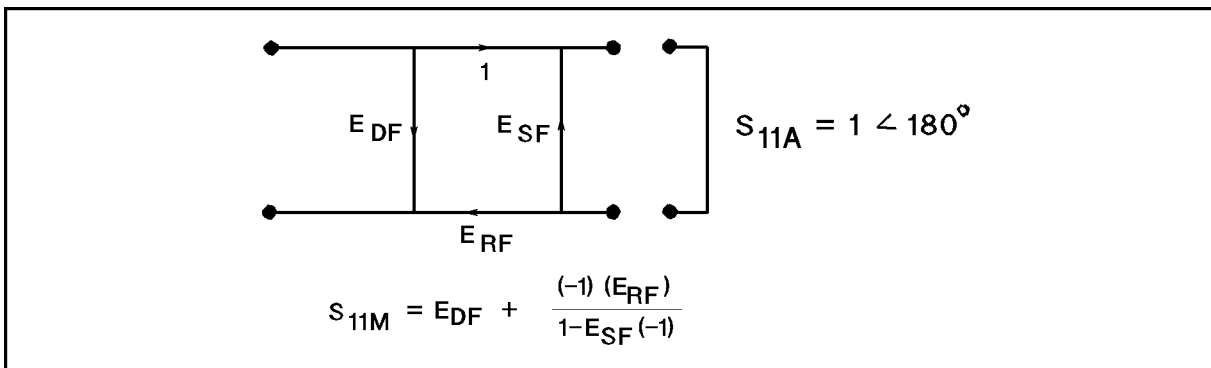 1
E DF
E SF
S 11A = 1 ∠ 180°
E RF
S 11M = E DF + (-1) (E RF) / 1-E SF (-1)